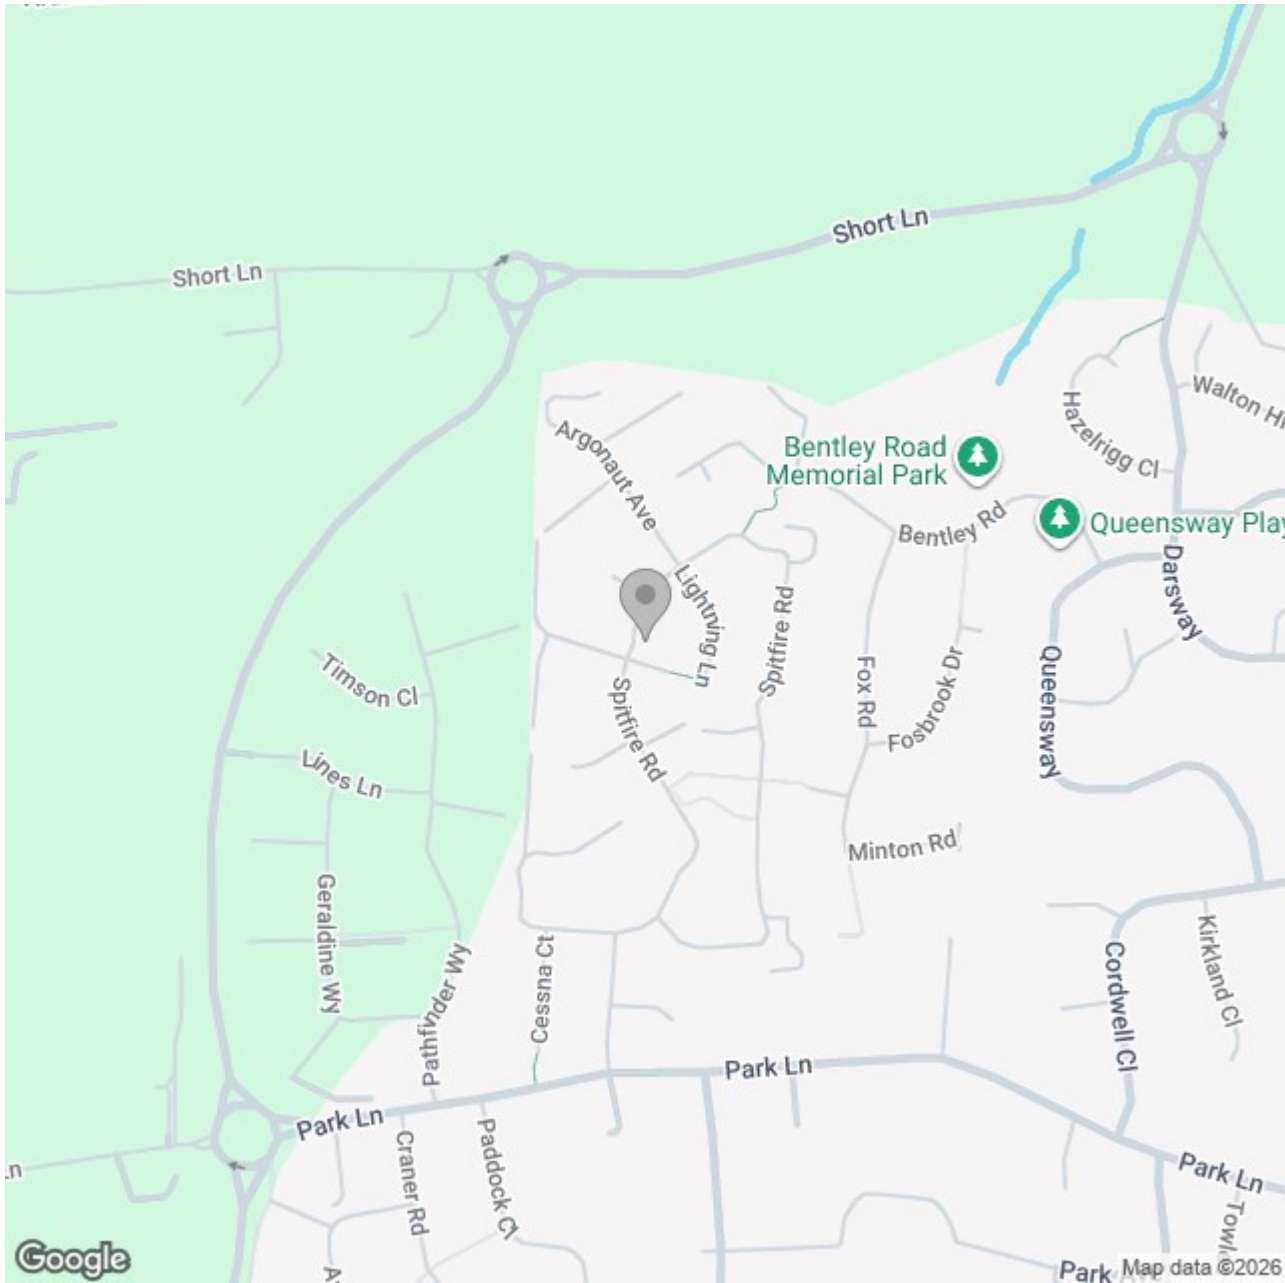 Short Ln
Short Ln
Walton
Hazelrigg Cl
Argonaut Ave
Bentley Road
Memorial Park
Bentley Rd
Queensway Play
Darsway
Lightning Ln
Spitfire Rd
Fox Rd
Fosbrook Dr
Queensway
Timson Cl
Spitfire Rd
Lines Ln
Minton Rd
Geraldine Wy
Pathfinder Wy
Cessna Ct
Cordwell Cl
Kirkland Cl
Park Ln
Park Ln
Craner Rd
Paddock Cl
Park Ln
Park
Google
Map data ©2026